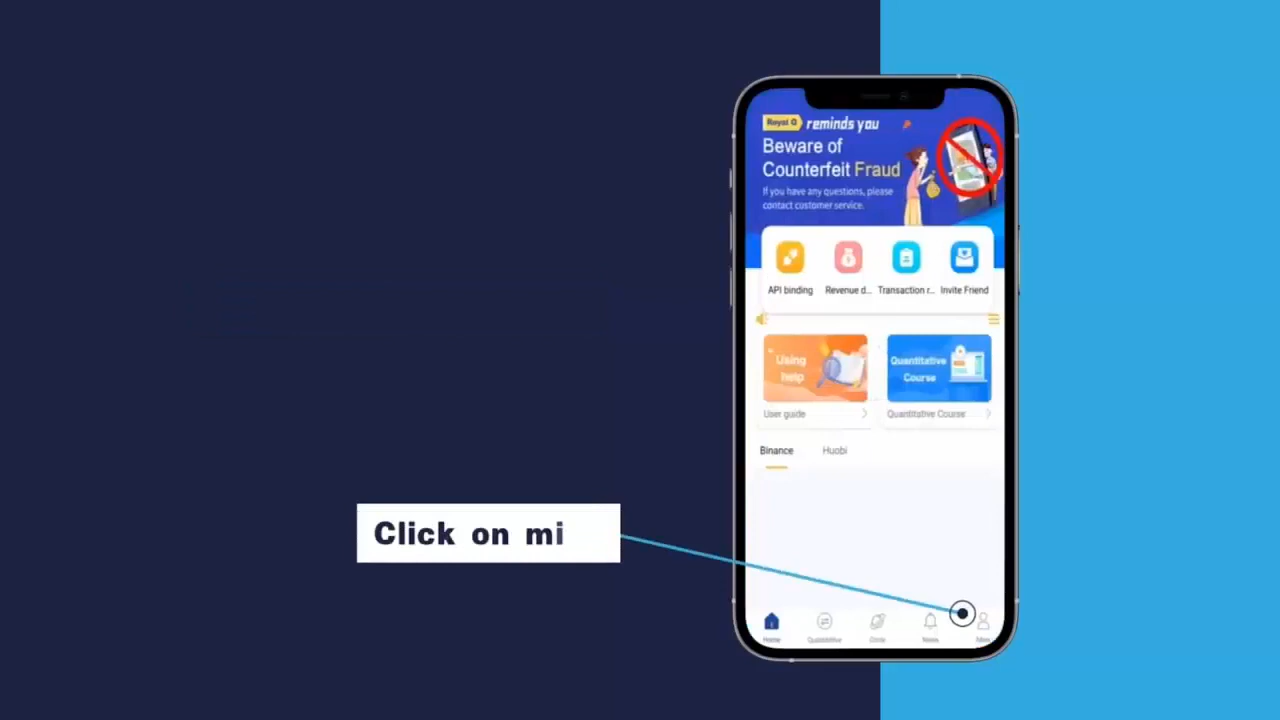 Royal Q reminds you
Beware of
Counterfeit Fraud
If you have any questions, please
contact customer service.
API binding Revenue d... Transaction r... Invite Friend
Using
help
Quantitative
Course
User guide
Quantitative Course
Binance Huobi
Click on mi
Home Quantitative Circle News Mine